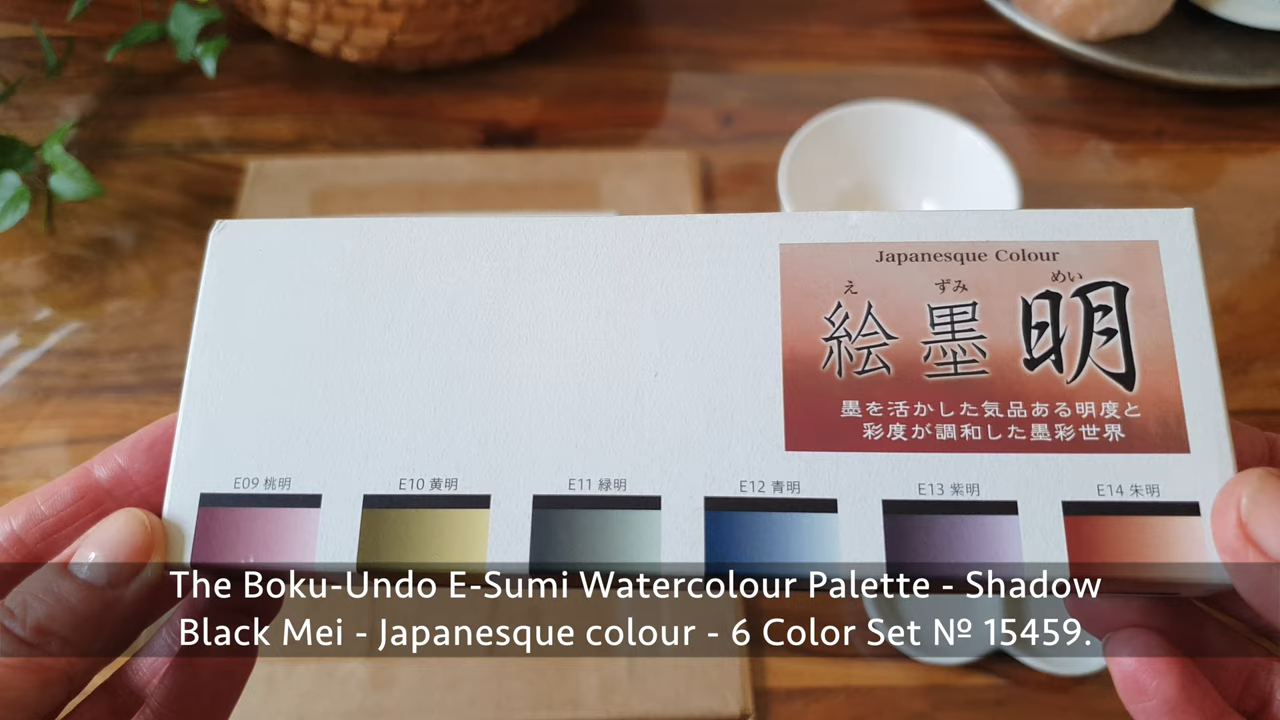 Japanesque Colour
え ずみ めい
絵墨明
墨を活かした気品ある明度と
彩度が調和した墨彩世界
E09 桃明 E10 黄明 E11 緑明 E12 青明 E13 紫明 E14 朱明
The Boku-Undo E-Sumi Watercolour Palette - Shadow
Black Mei - Japanesque colour - 6 Color Set № 15459.